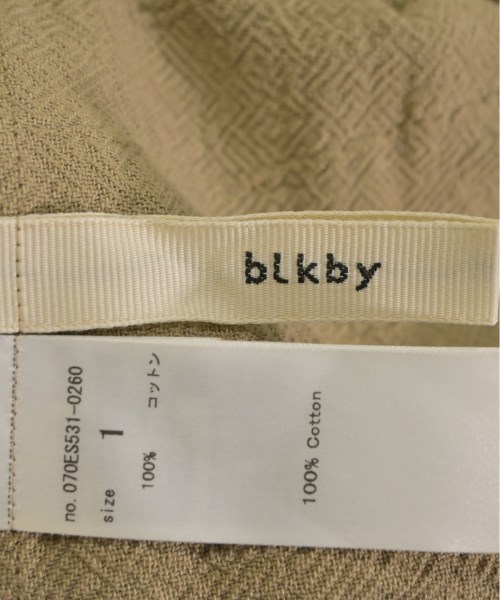 blkby
no. 070ES531-0260
size 1
100% コットン
100% Cotton